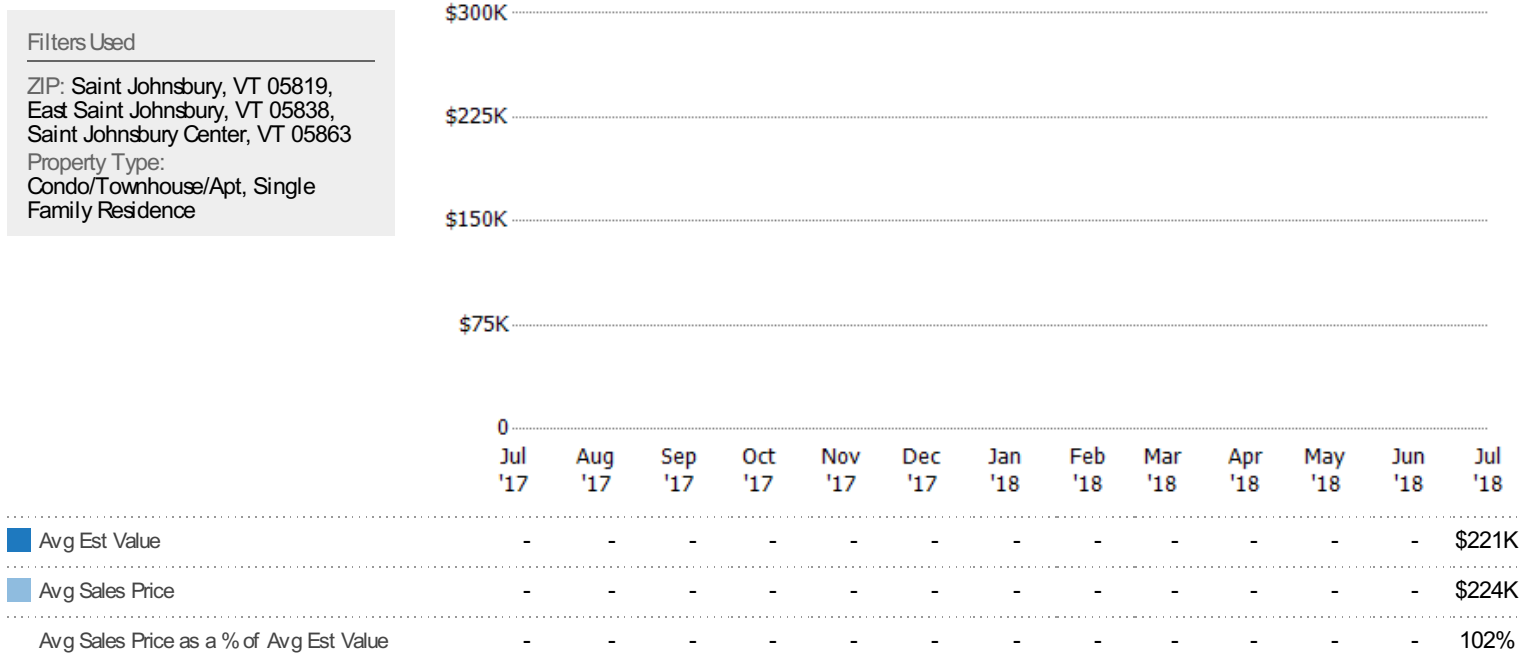 Filters Used
ZIP: Saint Johnsbury, VT 05819,
East Saint Johnsbury, VT 05838,
Saint Johnsbury Center, VT 05863
Property Type:
Condo/Townhouse/Apt, Single
Family Residence
$300K
$225K
$150K
$75K
0
Jul Aug Sep Oct Nov Dec Jan Feb Mar Apr May Jun Jul
'17 '17 '17 '17 '17 '17 '18 '18 '18 '18 '18 '18 '18
Avg Est Value - - - - - - - - - - - - $221K
Avg Sales Price - - - - - - - - - - - - $224K
Avg Sales Price as a % of Avg Est Value - - - - - - - - - - - - 102%